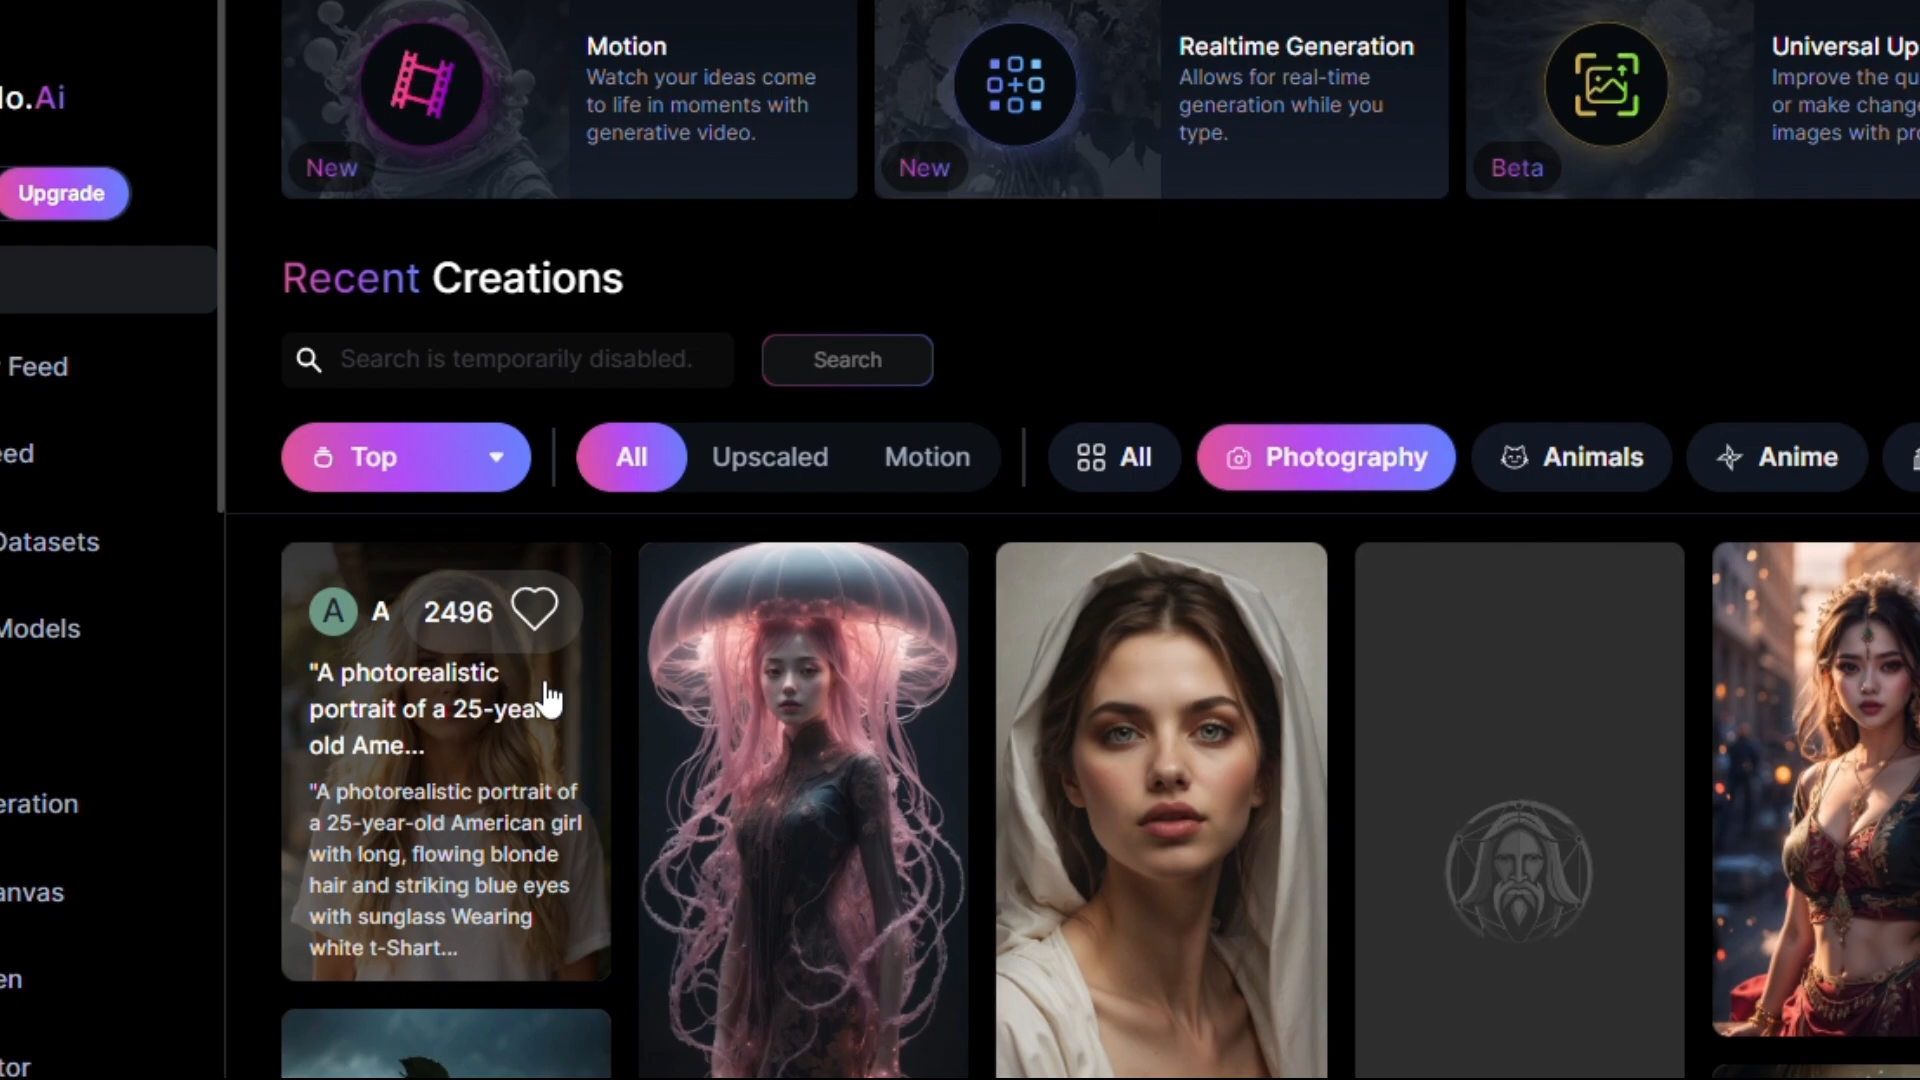 lo.Ai
Upgrade
Feed
eed
Datasets
Models
eration
anvas
en
tor
Motion
Watch your ideas come
to life in moments with
generative video.
New
Realtime Generation
Allows for real-time
generation while you
type.
New
Universal Up
Improve the qu
or make change
images with pro
Beta
Recent Creations
Search is temporarily disabled.
Search
Top
All
Upscaled
Motion
All
Photography
Animals
Anime
A
A
2496
"A photorealistic
portrait of a 25-year
old Ame...
"A photorealistic portrait of
a 25-year-old American girl
with long, flowing blonde
hair and striking blue eyes
with sunglass Wearing
white t-Shart...